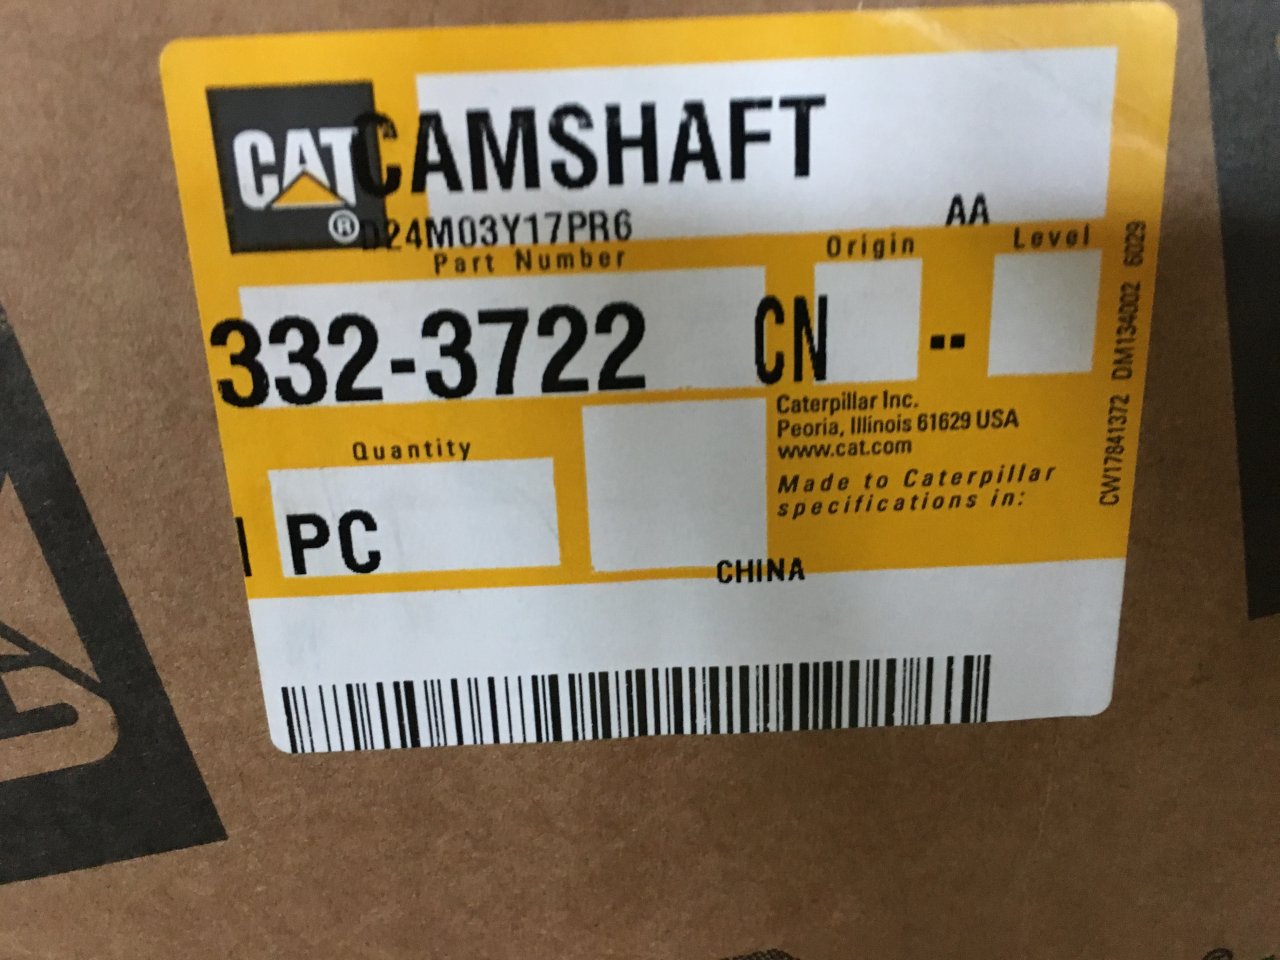 CAT
CAMSHAFT
D24M03Y17PR6
AA
Part Number
Origin
Level
332-3722
CN
--
Quantity
1 PC
Caterpillar Inc.
Peoria, Illinois 61629 USA
www.cat.com
Made to Caterpillar
specifications in:
CHINA
CW17841372 DM134002 6029